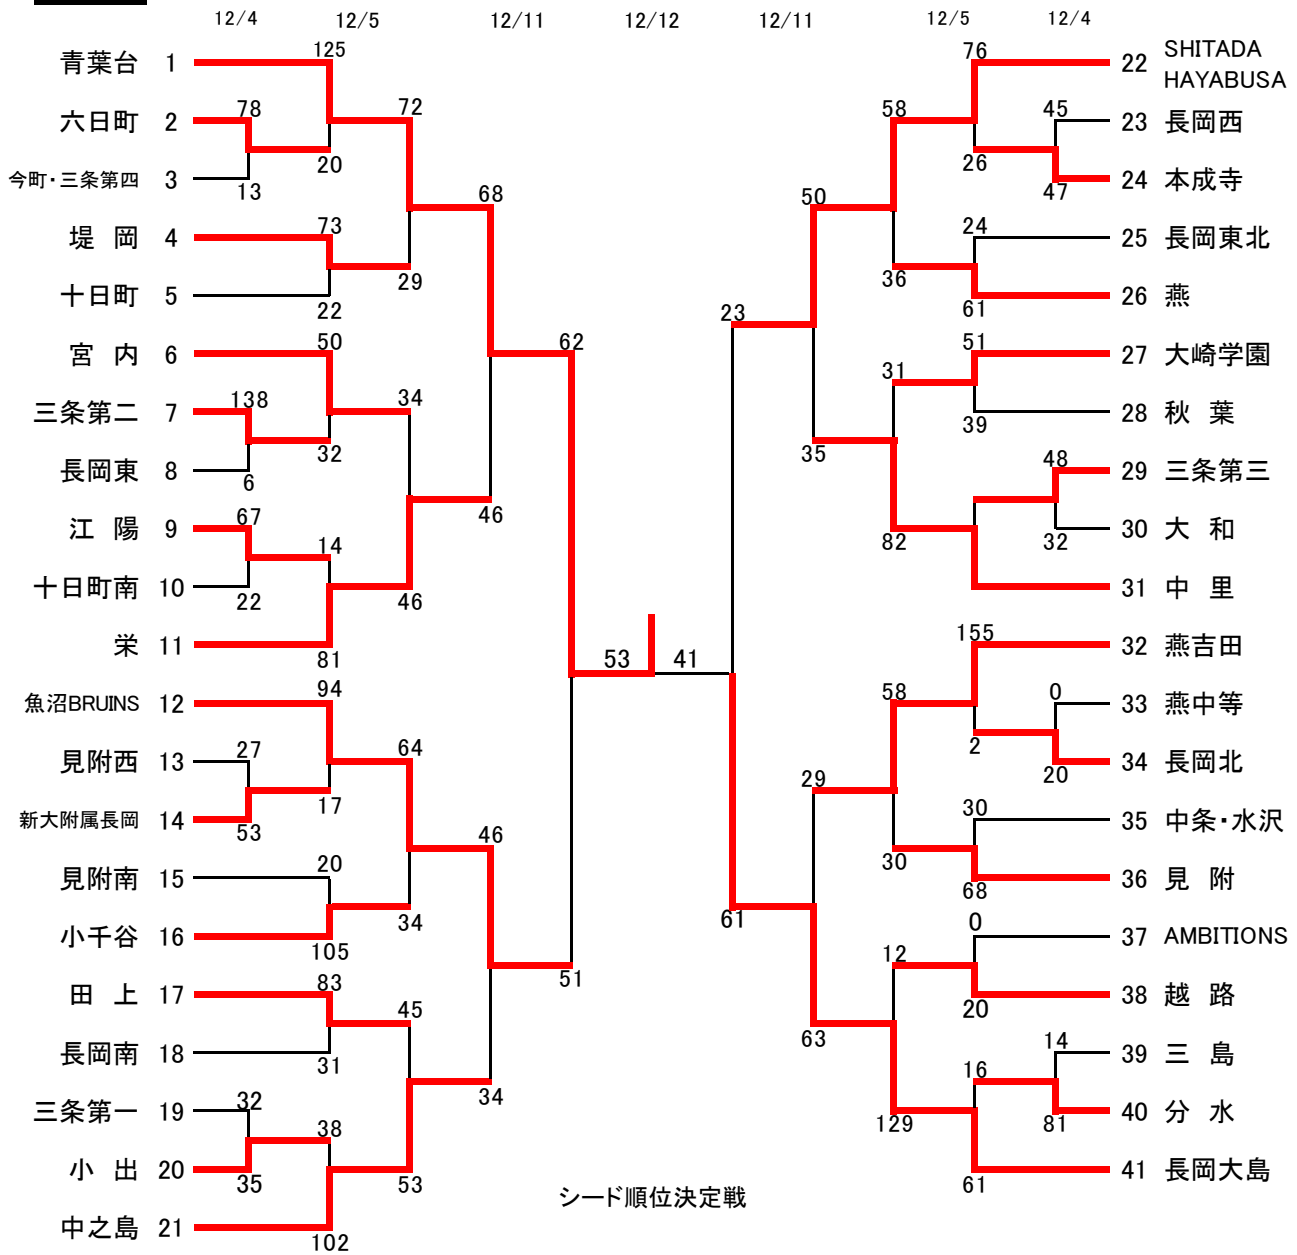 12/4 12/5 12/11 12/12 12/11 12/5 12/4
青葉台 1
六日町 2
今町・三条第四 3
堤 岡 4
十日町 5
宮 内 6
三条第二 7
長岡東 8
江 陽 9
十日町南 10
栄 11
魚沼BRUINS 12
見附西 13
新大附属長岡 14
見附南 15
小千谷 16
田 上 17
長岡南 18
三条第一 19
小 出 20
中之島 21
78
13
138
6
67
22
27
53
32
35
125
20
73
22
50
32
14
81
94
17
20
105
83
31
38
102
72
29
34
46
64
34
45
53
68
46
46
34
62
51
53 41
23
61
50
35
29
63
58
36
31
82
58
30
12
129
76
26
24
61
51
39
155
2
30
68
0
20
16
61
45
47
48
32
0
20
14
81
22 SHITADA
HAYABUSA
23 長岡西
24 本成寺
25 長岡東北
26 燕
27 大崎学園
28 秋 葉
29 三条第三
30 大 和
31 中 里
32 燕吉田
33 燕中等
34 長岡北
35 中条・水沢
36 見 附
37 AMBITIONS
38 越 路
39 三 島
40 分 水
41 長岡大島
シード順位決定戦